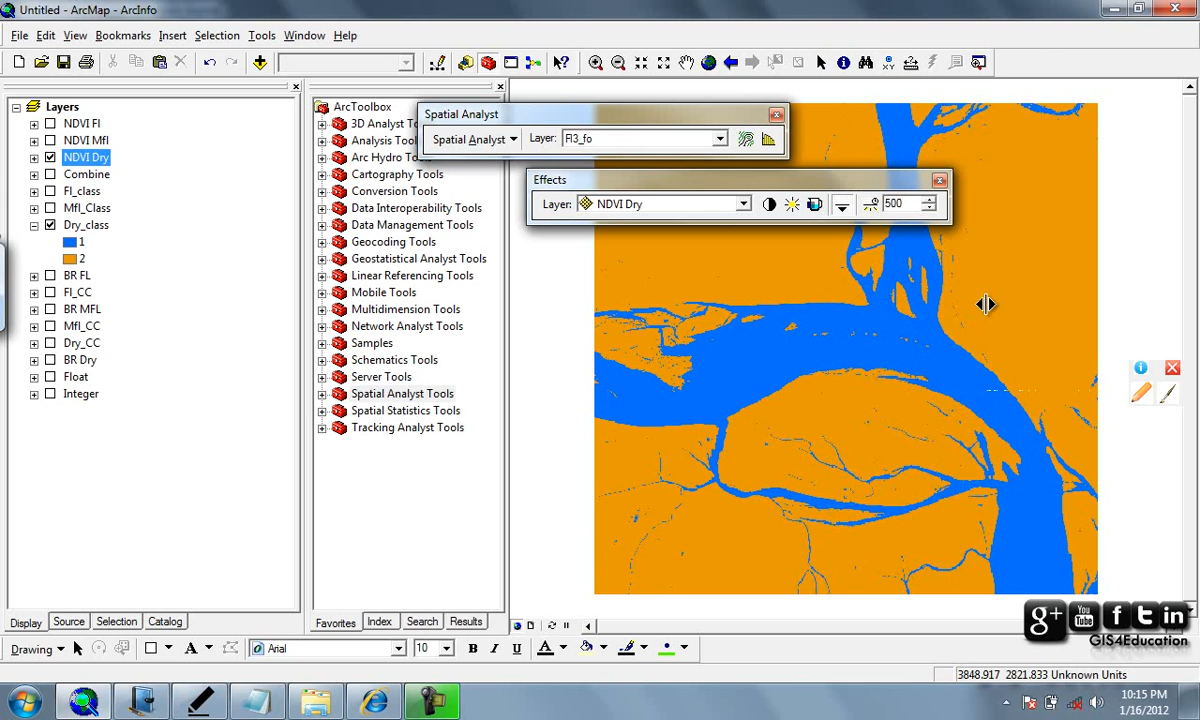 Untitled - ArcMap - ArcInfo
File Edit View Bookmarks Insert Selection Tools Window Help
Layers
NDVI Fl
NDVI Mfl
NDVI Dry
Combine
Fl_class
Mfl_Class
Dry_class
1
2
BR FL
Fl_CC
BR MFL
Mfl_CC
Dry_CC
BR Dry
Float
Integer
Display Source Selection Catalog
ArcToolbox
3D Analyst To
Analysis Tools
Arc Hydro To
Cartography Tools
Conversion Tools
Data Interoperability Tools
Data Management Tools
Geocoding Tools
Geostatistical Analyst Tools
Linear Referencing Tools
Mobile Tools
Multidimension Tools
Network Analyst Tools
Samples
Schematics Tools
Server Tools
Spatial Analyst Tools
Spatial Statistics Tools
Tracking Analyst Tools
Favorites Index Search Results
Spatial Analyst
Spatial Analyst Layer: Fl3_fo
Effects
Layer: NDVI Dry 500
g+ You Tube f t in
GIS4Education
Drawing A Arial 10 B I U A
3848.917 2821.833 Unknown Units
10:15 PM
1/16/2012